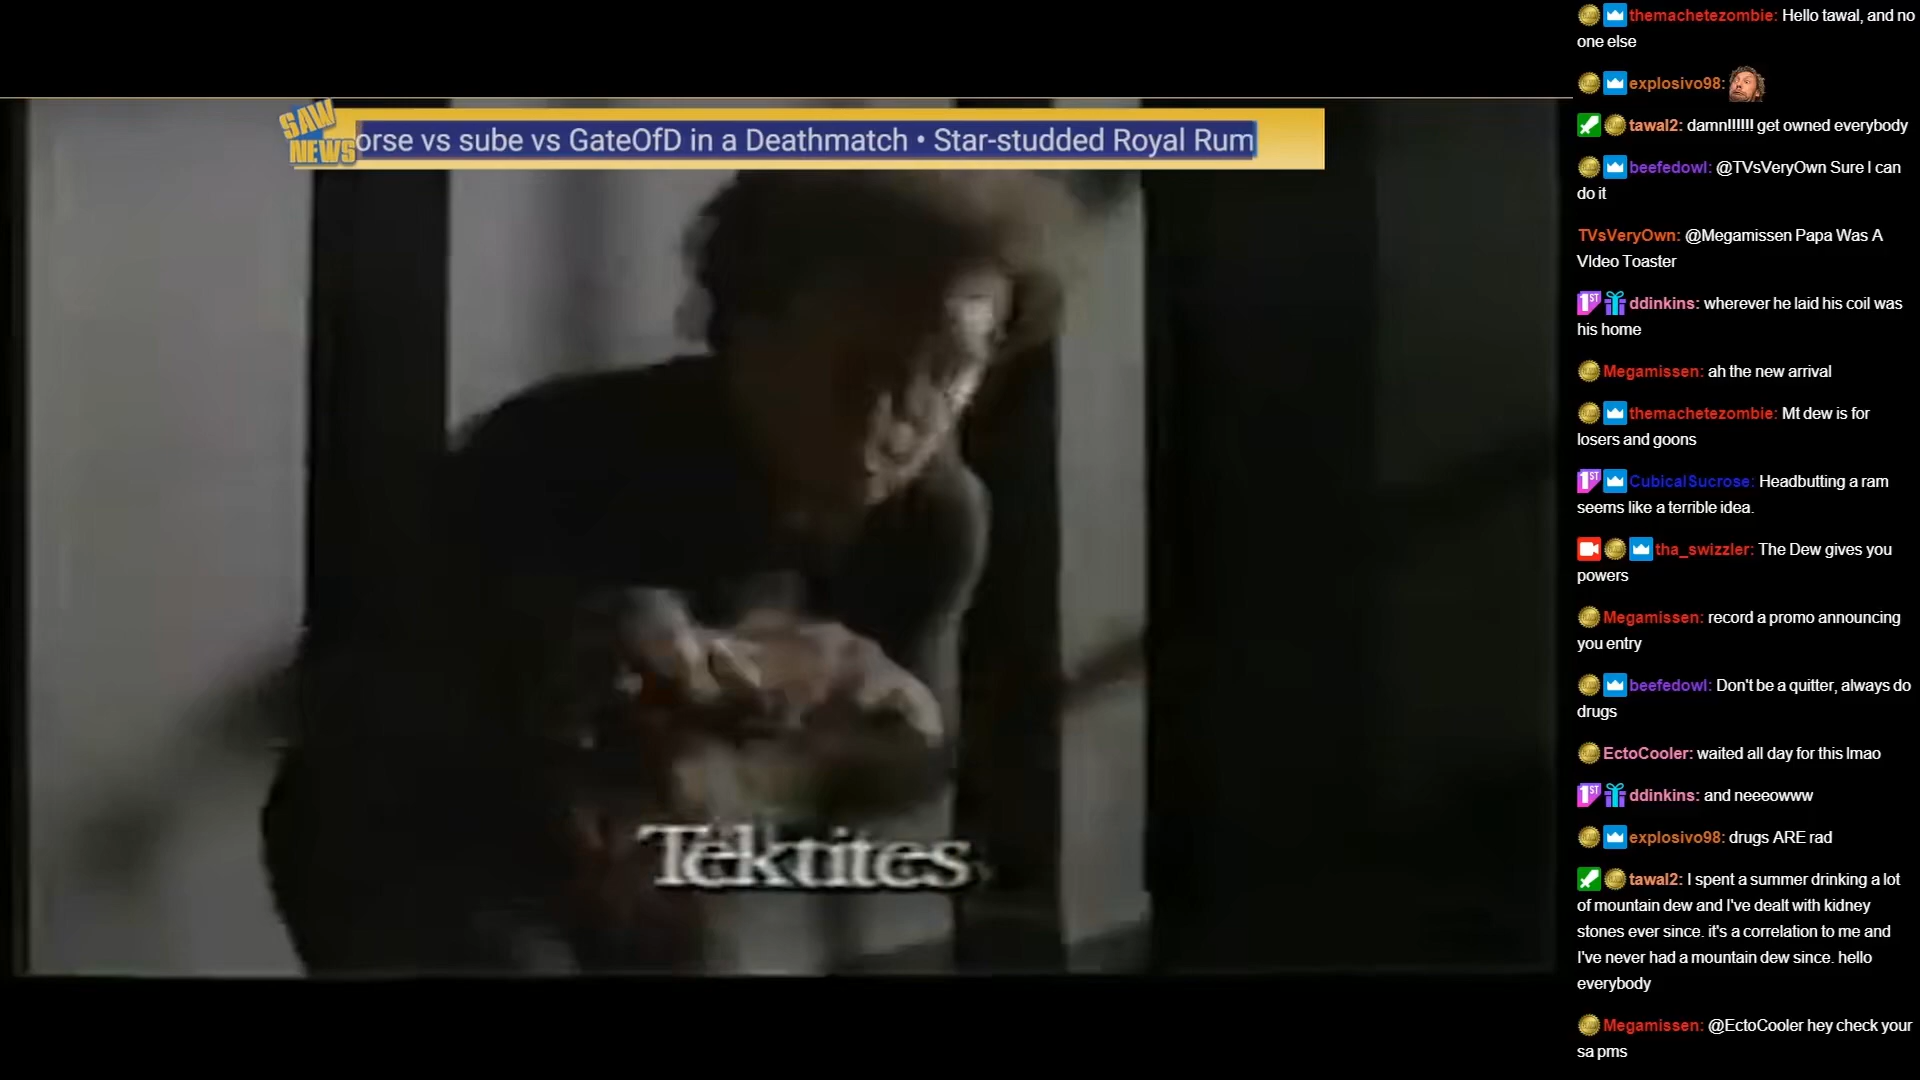 SAW
NEWS
orse vs sube vs GateOfD in a Deathmatch • Star-studded Royal Rum
Tektites
themachetezombie: Hello tawal, and no
one else
explosivo98:
tawal2: damn!!!!!! get owned everybody
beefedowl: @TVsVeryOwn Sure I can
do it
TVsVeryOwn: @Megamissen Papa Was A
VIdeo Toaster
1ST ddinkins: wherever he laid his coil was
his home
Megamissen: ah the new arrival
themachetezombie: Mt dew is for
losers and goons
1ST CubicalSucrose: Headbutting a ram
seems like a terrible idea.
tha_swizzler: The Dew gives you
powers
Megamissen: record a promo announcing
you entry
beefedowl: Don't be a quitter, always do
drugs
EctoCooler: waited all day for this lmao
1ST ddinkins: and neeeowww
explosivo98: drugs ARE rad
tawal2: I spent a summer drinking a lot
of mountain dew and I've dealt with kidney
stones ever since. it's a correlation to me and
I've never had a mountain dew since. hello
everybody
Megamissen: @EctoCooler hey check your
sa pms